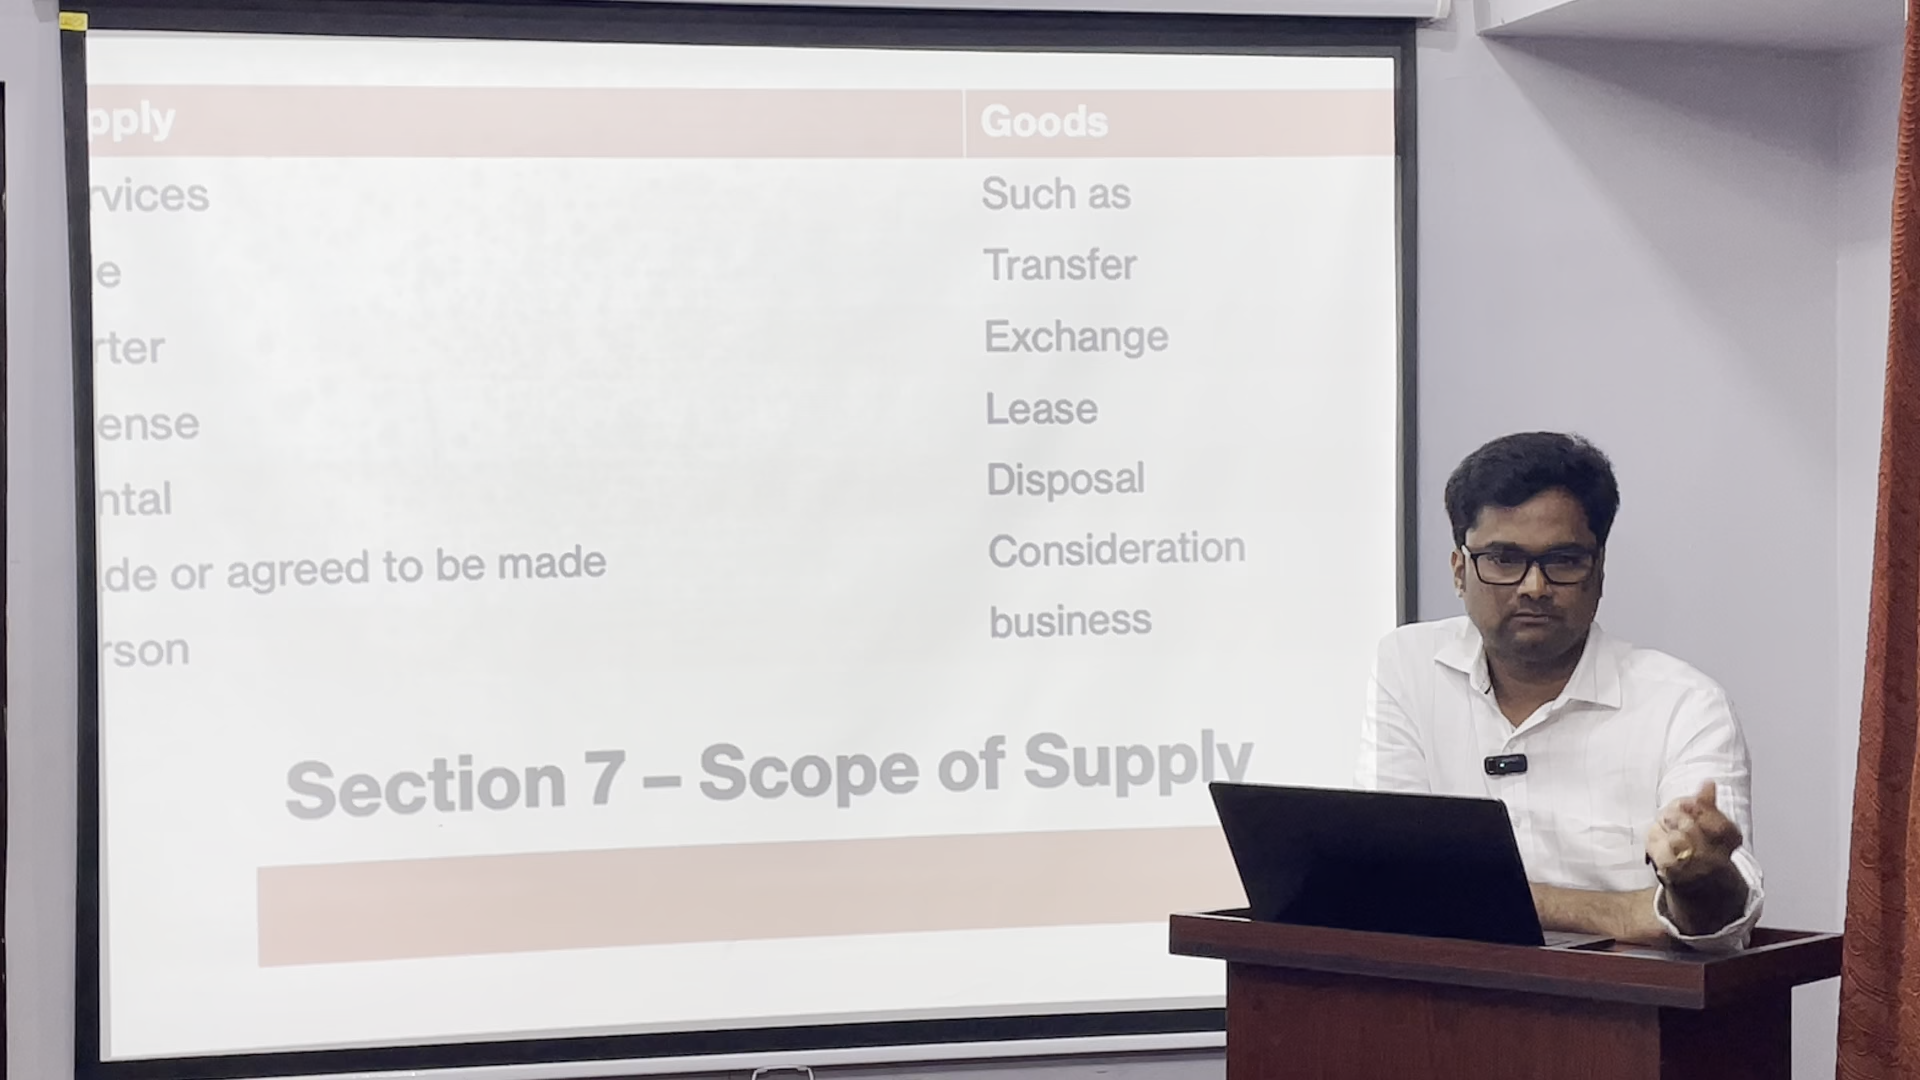 pply Goods
rvices Such as
e Transfer
rter Exchange
ense Lease
ntal Disposal
de or agreed to be made Consideration
rson business
Section 7 – Scope of Supply